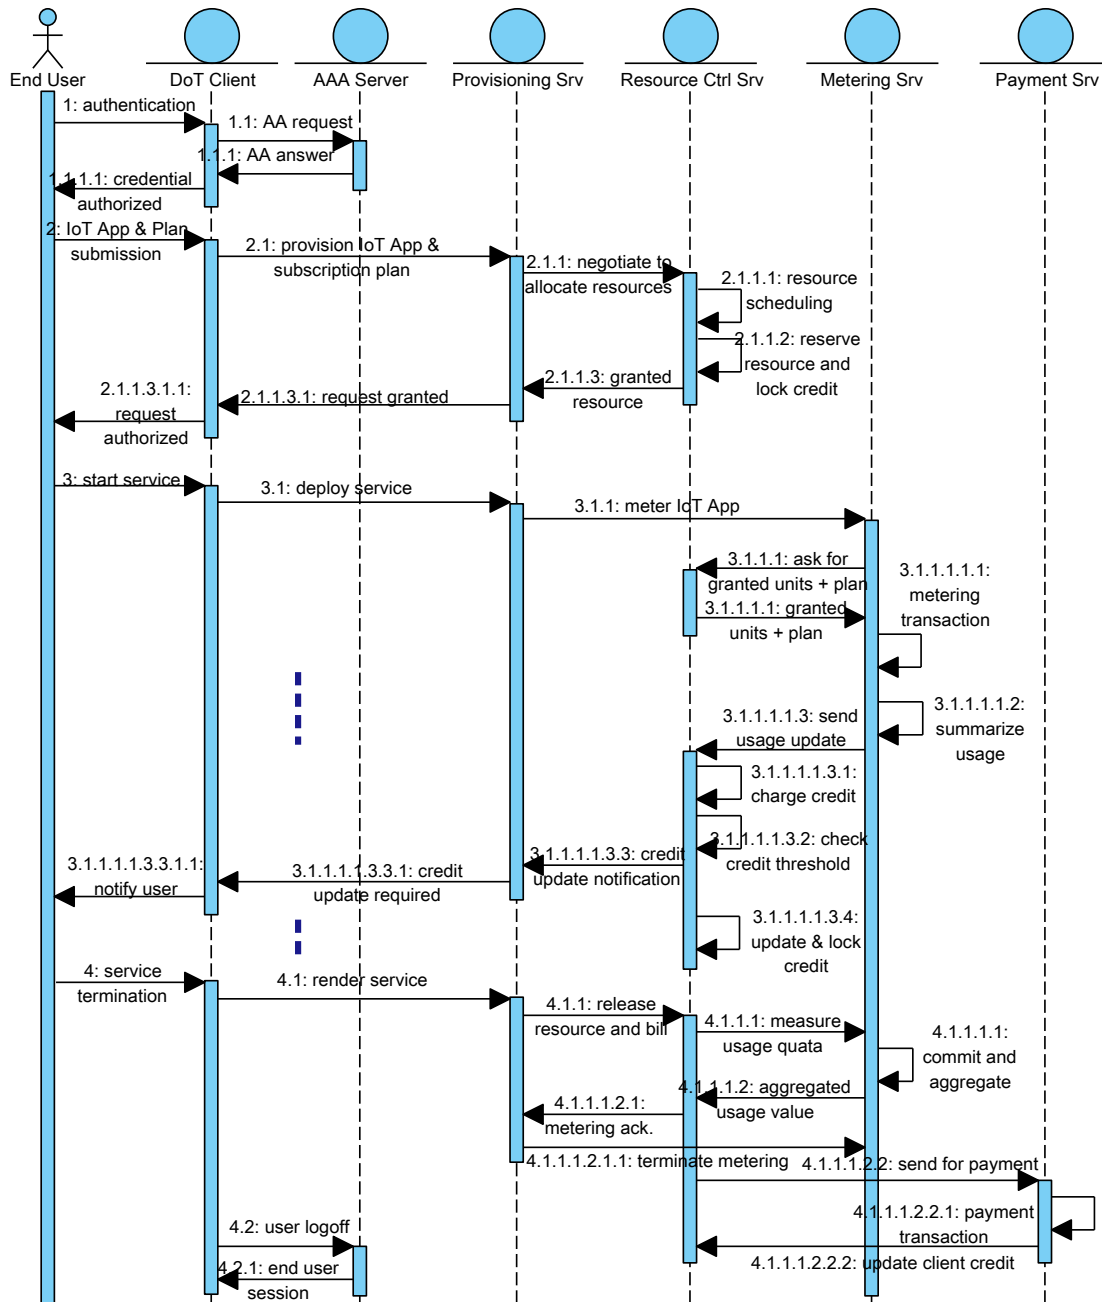 End User
DoT Client
AAA Server
Provisioning Srv
Resource Ctrl Srv
Metering Srv
Payment Srv
1: authentication
1.1: AA request
1.1.1: AA answer
1.1.1.1: credential
authorized
2: IoT App & Plan
submission
2.1: provision IoT App &
subscription plan
2.1.1: negotiate to
allocate resources
2.1.1.1: resource
scheduling
2.1.1.2: reserve
resource and
lock credit
2.1.1.3: granted
resource
2.1.1.3.1: request granted
2.1.1.3.1.1:
request
authorized
3: start service
3.1: deploy service
3.1.1: meter IoT App
3.1.1.1: ask for
granted units + plan
3.1.1.1.1: granted
units + plan
3.1.1.1.1.1:
metering
transaction
3.1.1.1.1.2:
summarize
usage
3.1.1.1.1.3: send
usage update
3.1.1.1.1.3.1:
charge credit
3.1.1.1.1.3.2: check
credit threshold
3.1.1.1.1.3.3: credit
update notification
3.1.1.1.1.3.3.1: credit
update required
3.1.1.1.1.3.3.1.1:
notify user
3.1.1.1.1.3.4:
update & lock
credit
4: service
termination
4.1: render service
4.1.1: release
resource and bill
4.1.1.1: measure
usage quata
4.1.1.1.1:
commit and
aggregate
4.1.1.1.2: aggregated
usage value
4.1.1.1.2.1:
metering ack.
4.1.1.1.2.1.1: terminate metering
4.1.1.1.2.2: send for payment
4.1.1.1.2.2.1: payment
transaction
4.1.1.1.2.2.2: update client credit
4.2: user logoff
4.2.1: end user
session